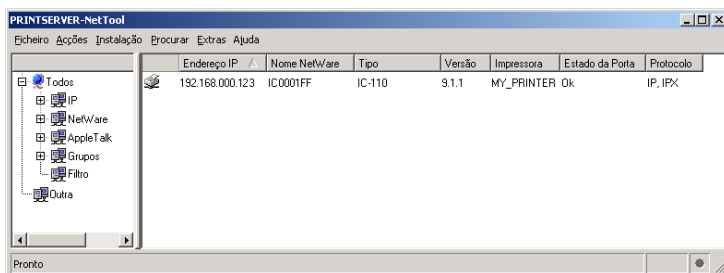 PRINTSERVER-NetTool
Ficheiro Acções Instalação Procurar Extras Ajuda
Endereço IP Nome NetWare Tipo Versão Impressora Estado da Porta Protocolo
192.168.000.123 IC0001FF IC-110 9.1.1 MY_PRINTER Ok IP, IPX
Todos
IP
NetWare
AppleTalk
Grupos
Filtro
Outra
Pronto